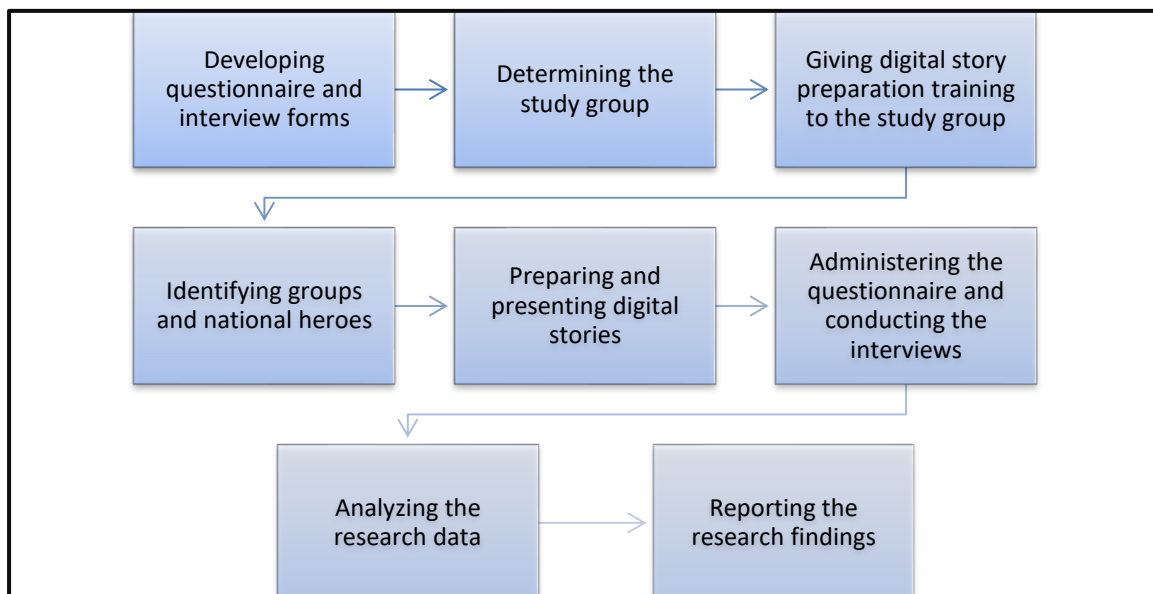 Developing
questionnaire and
interview forms
Determining the
study group
Giving digital story
preparation training
to the study group
Identifying groups
and national heroes
Preparing and
presenting digital
stories
Administering the
questionnaire and
conducting the
interviews
Analyzing the
research data
Reporting the
research findings